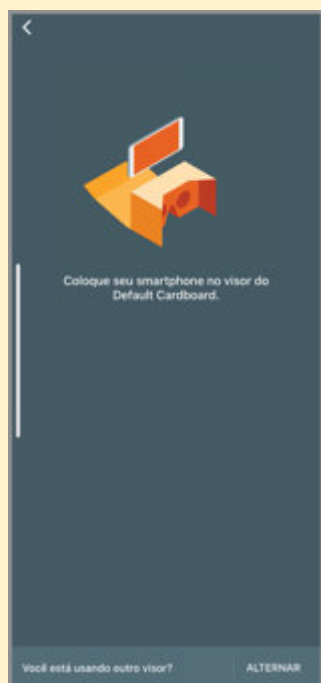 Coloque seu smartphone no visor do
Default Cardboard.
Você está usando outro visor? ALTERNAR